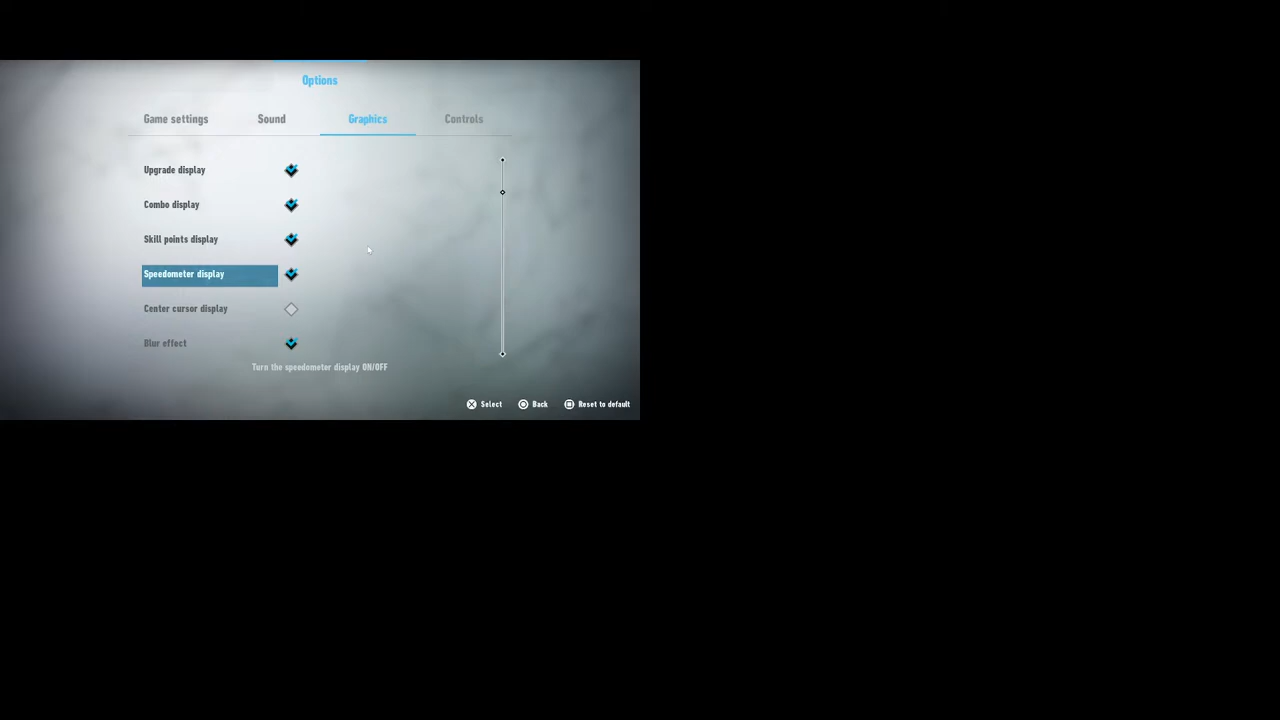 Options
Game settings Sound Graphics Controls
Upgrade display
Combo display
Skill points display
Speedometer display
Center cursor display
Blur effect
Turn the speedometer display ON/OFF
Select Back Reset to default